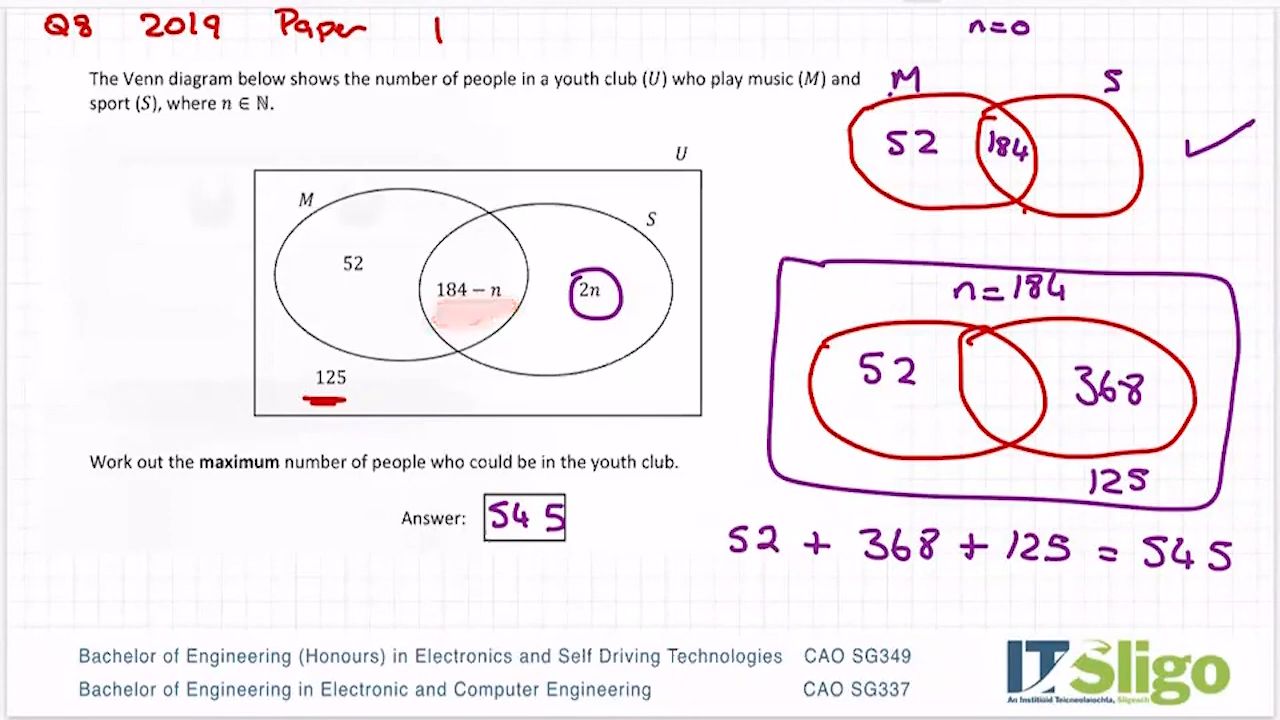 Q8 2019 Paper 1
The Venn diagram below shows the number of people in a youth club (U) who play music (M) and
sport (S), where n ∈ ℕ.
U
M
S
52
184 − n
2n
125
Work out the maximum number of people who could be in the youth club.
Answer: 545
n=0
M S
52 184
n=184
52 368
125
52 + 368 + 125 = 545
Bachelor of Engineering (Honours) in Electronics and Self Driving Technologies CAO SG349
Bachelor of Engineering in Electronic and Computer Engineering CAO SG337
IT Sligo
An Institiúid Teicneolaíochta, Sligeach